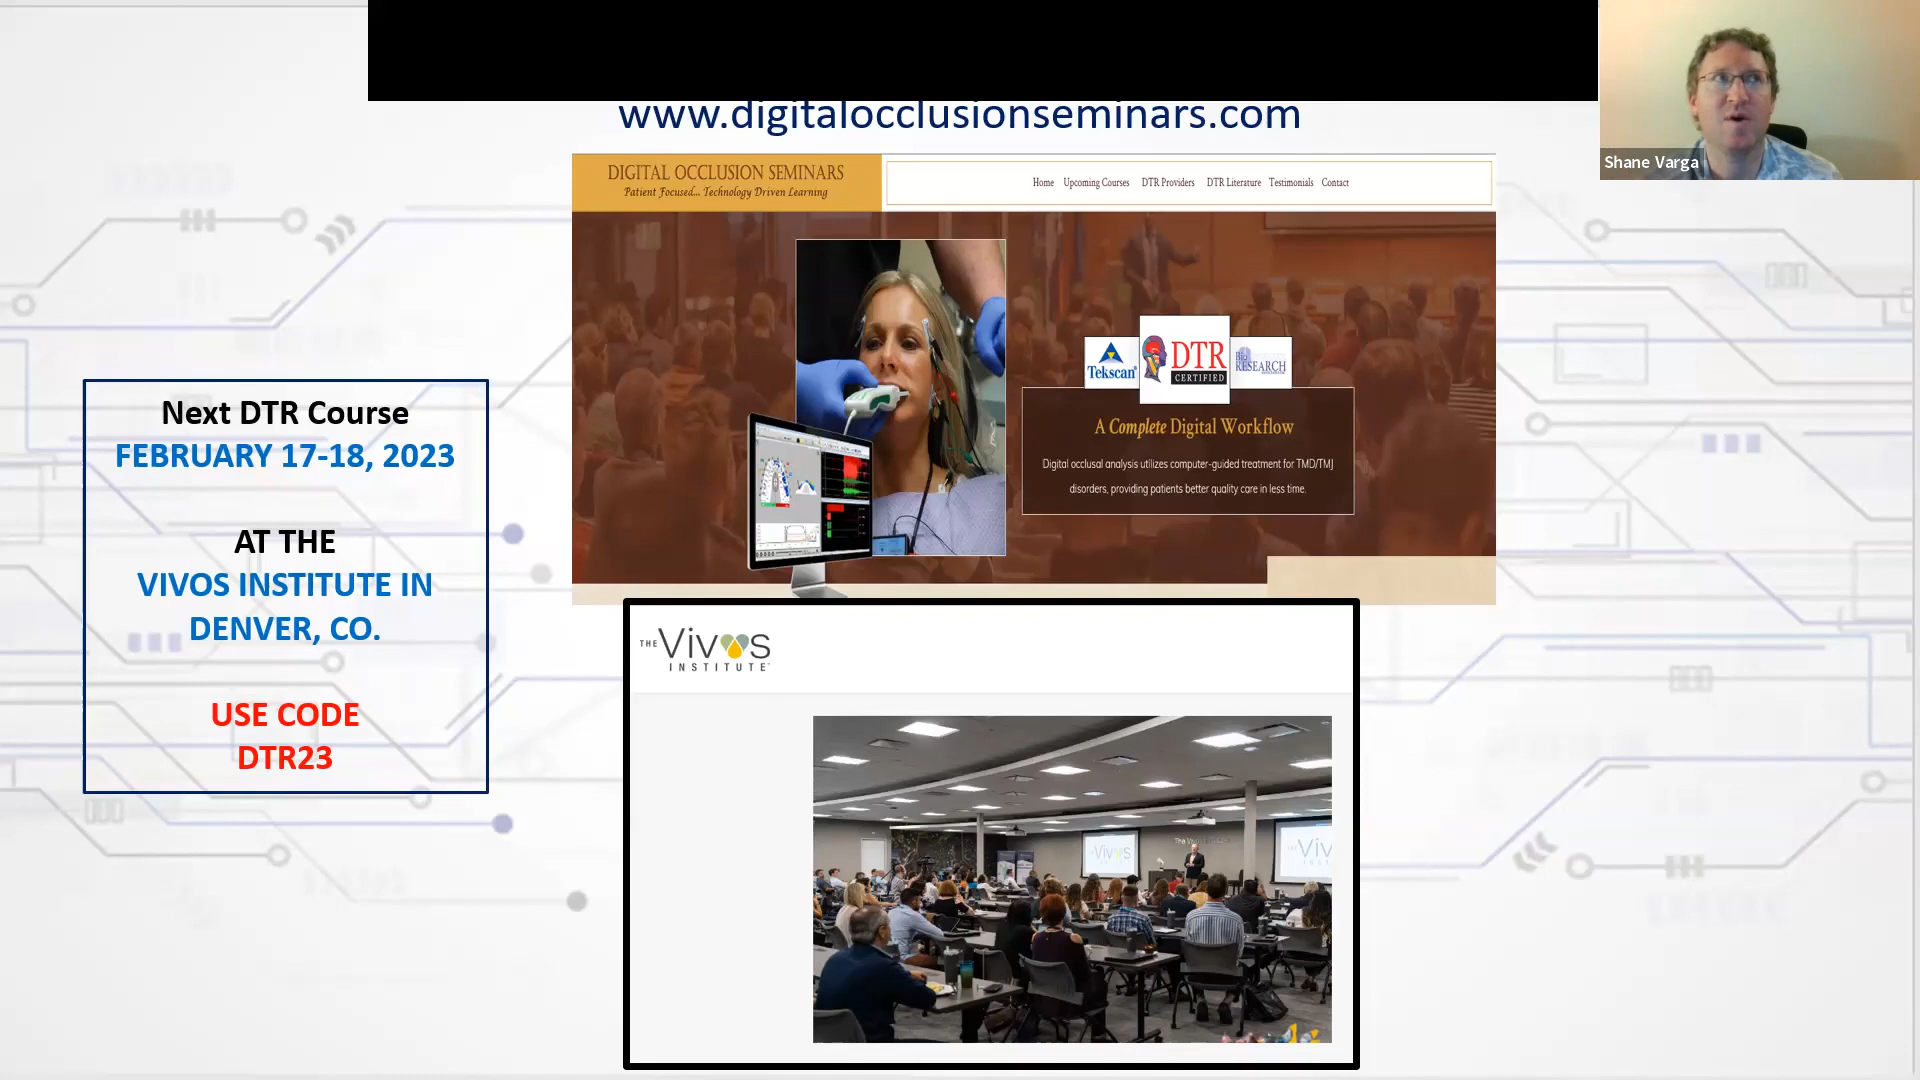 www.digitalocclusionseminars.com
Shane Varga
DIGITAL OCCLUSION SEMINARS
Patient Focused... Technology Driven Learning
Home Upcoming Courses DTR Providers DTR Literature Testimonials Contact
Tekscan
DTR
CERTIFIED
Bio
RESEARCH
A Complete Digital Workflow
Digital occlusal analysis utilizes computer-guided treatment for TMD/TMJ
disorders, providing patients better quality care in less time.
Next DTR Course
FEBRUARY 17-18, 2023
AT THE
VIVOS INSTITUTE IN
DENVER, CO.
USE CODE
DTR23
THE Vivos
INSTITUTE
Vivos
The Vivos
VIV